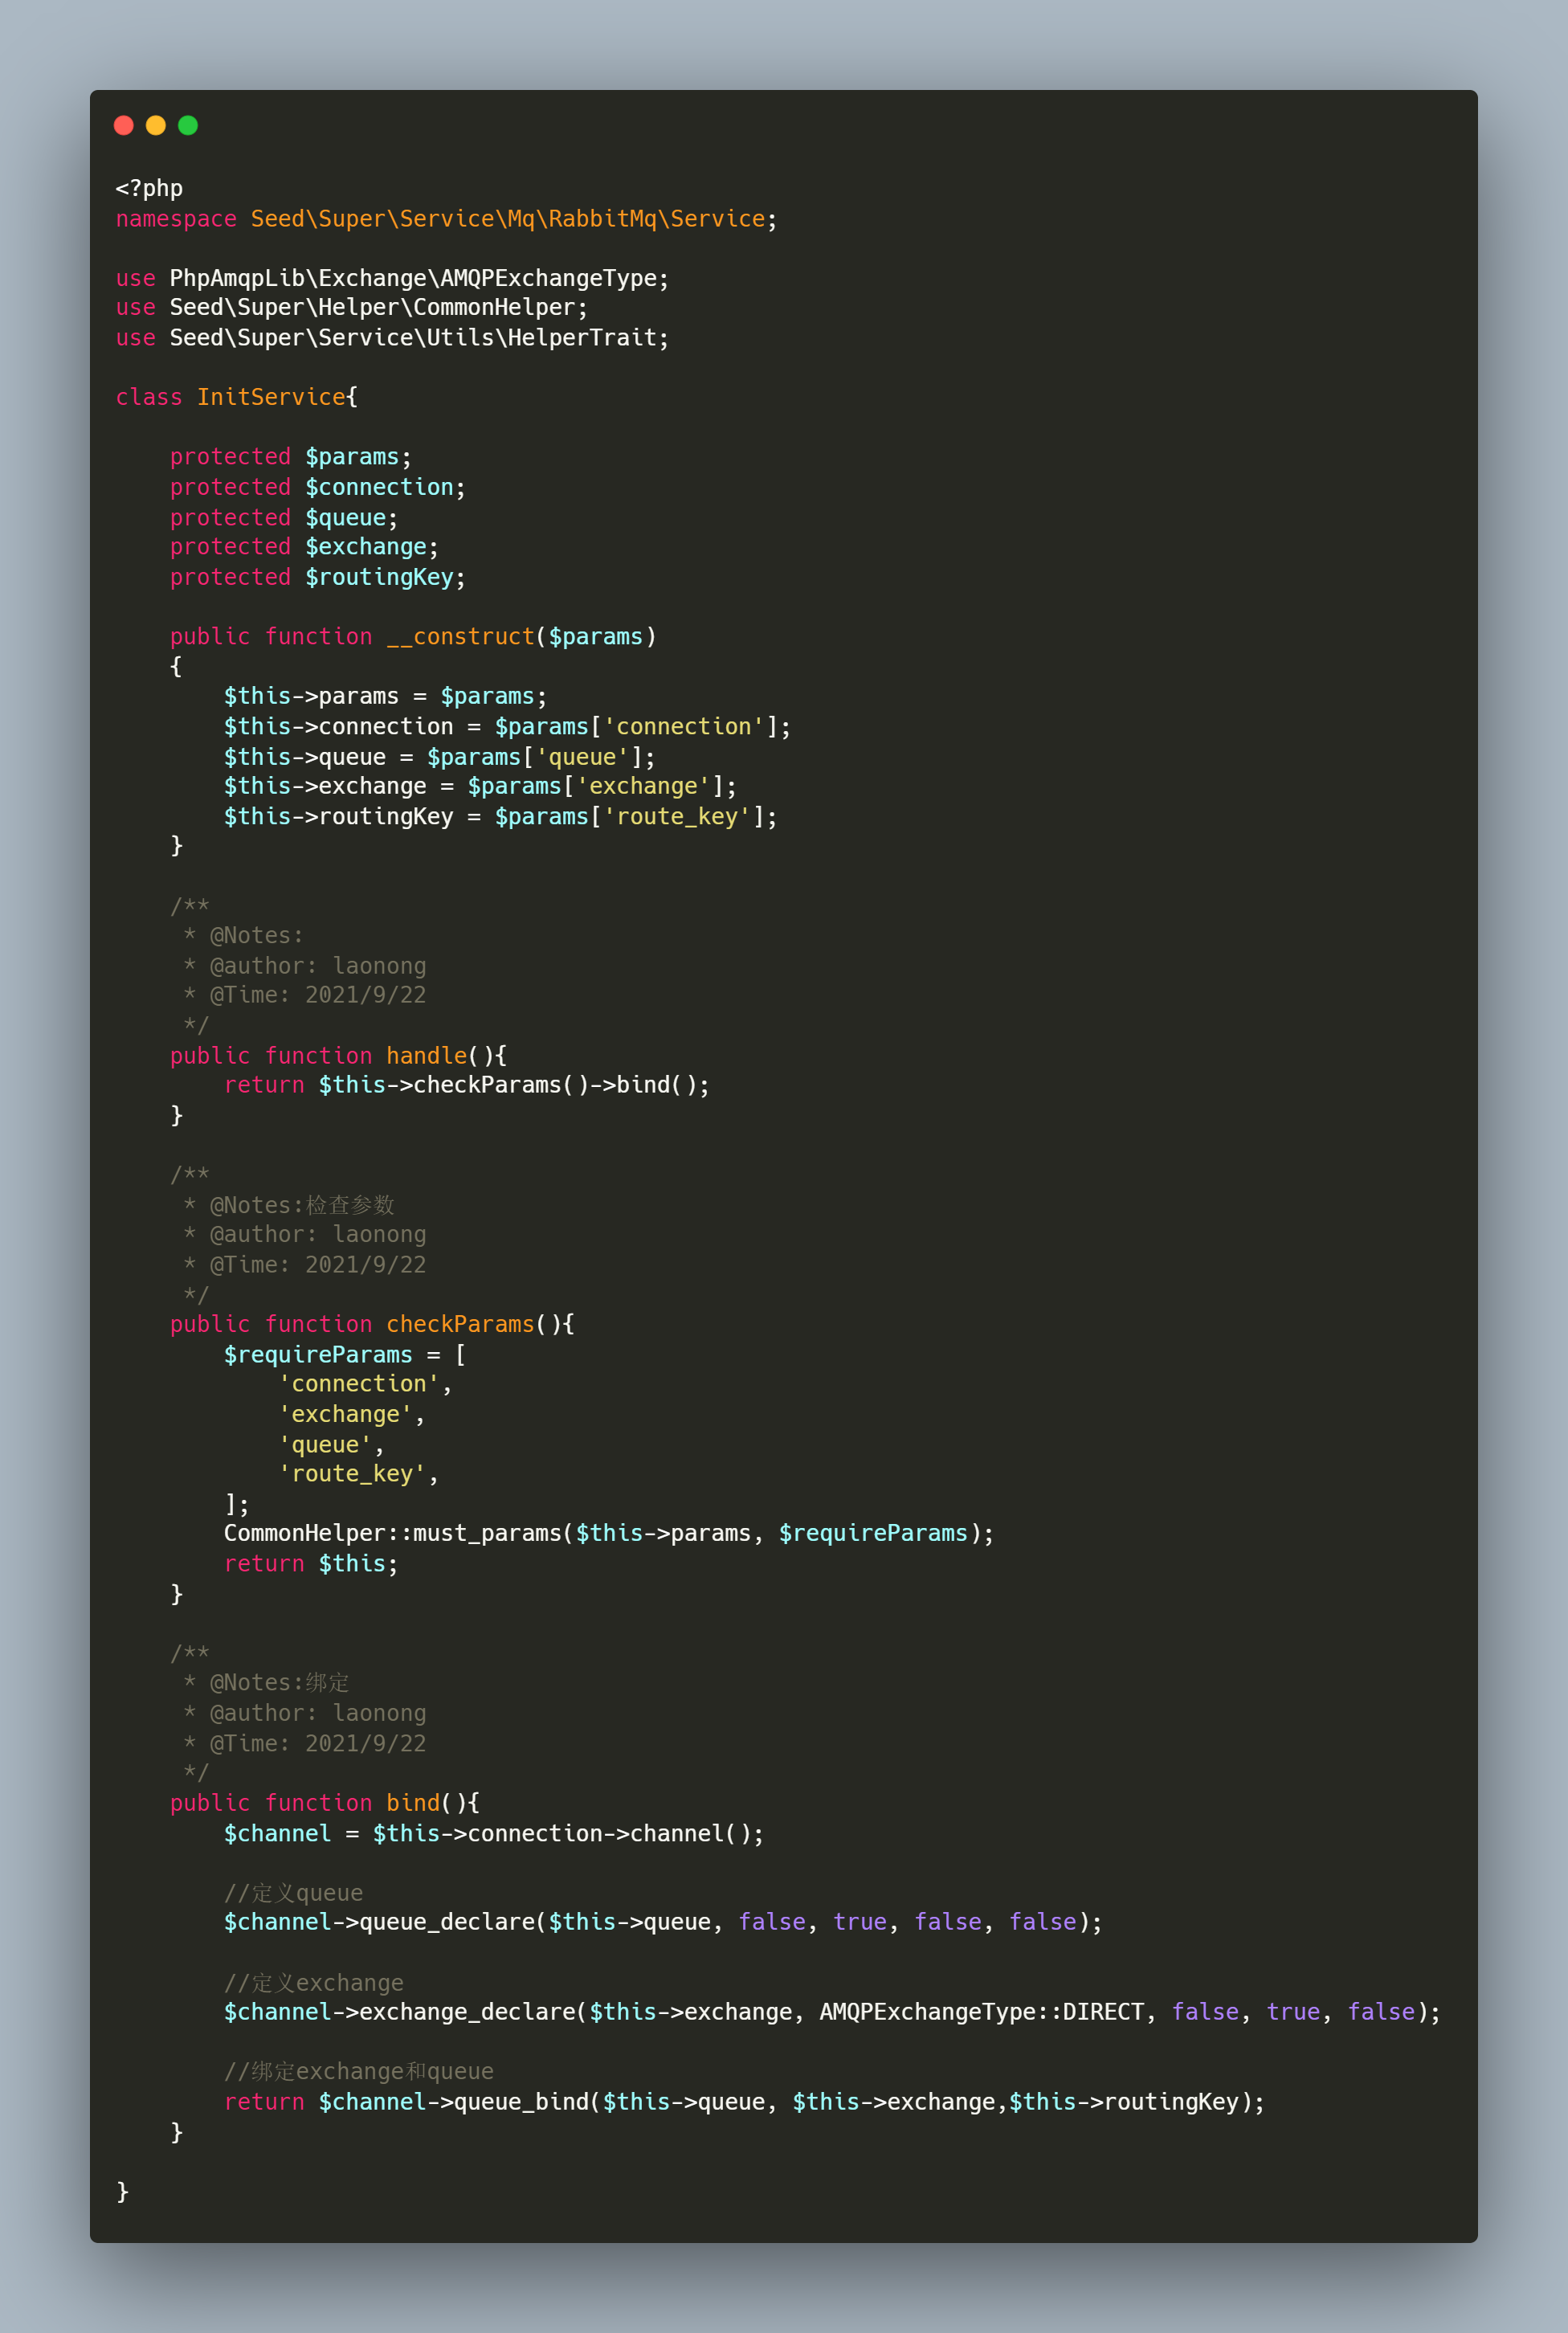 <?php
namespace Seed\Super\Service\Mq\RabbitMq\Service;

use PhpAmqpLib\Exchange\AMQPExchangeType;
use Seed\Super\Helper\CommonHelper;
use Seed\Super\Service\Utils\HelperTrait;

class InitService{

    protected $params;
    protected $connection;
    protected $queue;
    protected $exchange;
    protected $routingKey;

    public function __construct($params)
    {
        $this->params = $params;
        $this->connection = $params['connection'];
        $this->queue = $params['queue'];
        $this->exchange = $params['exchange'];
        $this->routingKey = $params['route_key'];
    }

    /**
     * @Notes:
     * @author: laonong
     * @Time: 2021/9/22
     */
    public function handle(){
        return $this->checkParams()->bind();
    }

    /**
     * @Notes:检查参数
     * @author: laonong
     * @Time: 2021/9/22
     */
    public function checkParams(){
        $requireParams = [
            'connection',
            'exchange',
            'queue',
            'route_key',
        ];
        CommonHelper::must_params($this->params, $requireParams);
        return $this;
    }

    /**
     * @Notes:绑定
     * @author: laonong
     * @Time: 2021/9/22
     */
    public function bind(){
        $channel = $this->connection->channel();

        //定义queue
        $channel->queue_declare($this->queue, false, true, false, false);

        //定义exchange
        $channel->exchange_declare($this->exchange, AMQPExchangeType::DIRECT, false, true, false);

        //绑定exchange和queue
        return $channel->queue_bind($this->queue, $this->exchange,$this->routingKey);
    }

}